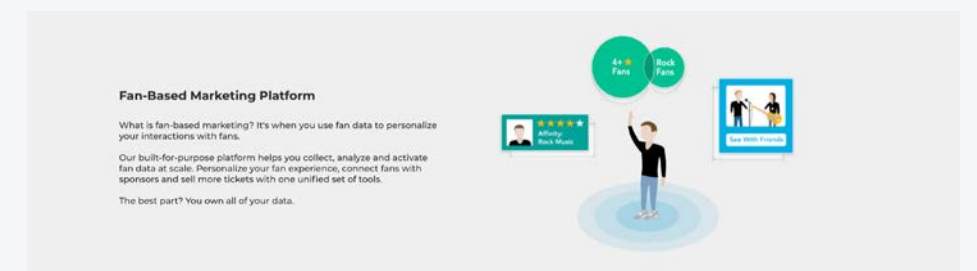 Fan-Based Marketing Platform
What is fan-based marketing? It's when you use fan data to personalize
your interactions with fans.
Our built-for-purpose platform helps you collect, analyze and activate
fan data at scale. Personalize your fan experience, connect fans with
sponsors and sell more tickets with one unified set of tools.
The best part? You own all of your data.
4+
Fans
Rock
Fans
Affinity:
Rock Music
See With Friends